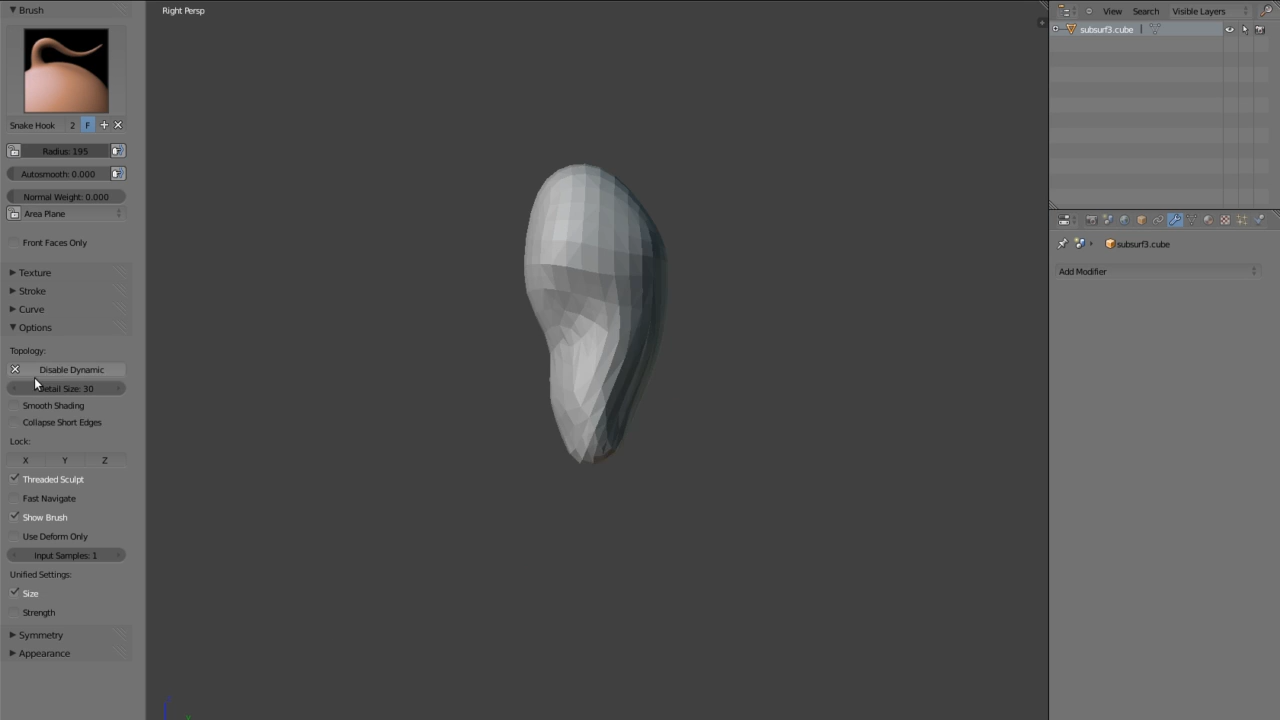 Brush
Right Persp
View Search Visible Layers
subsurf3.cube
Snake Hook 2 F
Radius: 195
Autosmooth: 0.000
Normal Weight: 0.000
Area Plane
Front Faces Only
subsurf3.cube
Add Modifier
Texture
Stroke
Curve
Options
Topology:
Disable Dynamic
Detail Size: 30
Smooth Shading
Collapse Short Edges
Lock:
X Y Z
Threaded Sculpt
Fast Navigate
Show Brush
Use Deform Only
Input Samples: 1
Unified Settings:
Size
Strength
Symmetry
Appearance